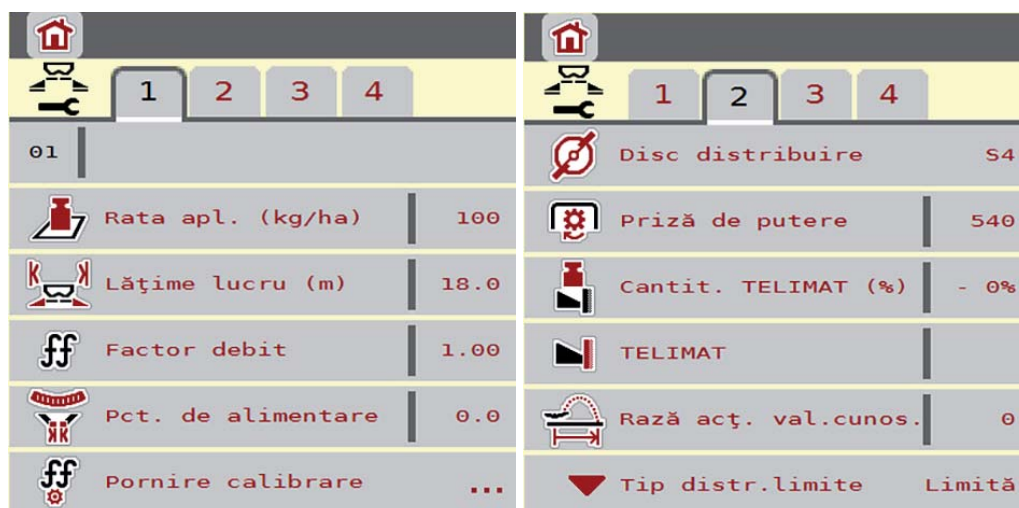 1 2 3 4
01
Rata apl. (kg/ha) 100
Lăţime lucru (m) 18.0
Factor debit 1.00
Pct. de alimentare 0.0
Pornire calibrare ...
1 2 3 4
Disc distribuire S4
Priză de putere 540
Cantit. TELIMAT (%) - 0%
TELIMAT
Rază acţ. val.cunos. 0
Tip distr.limite Limită